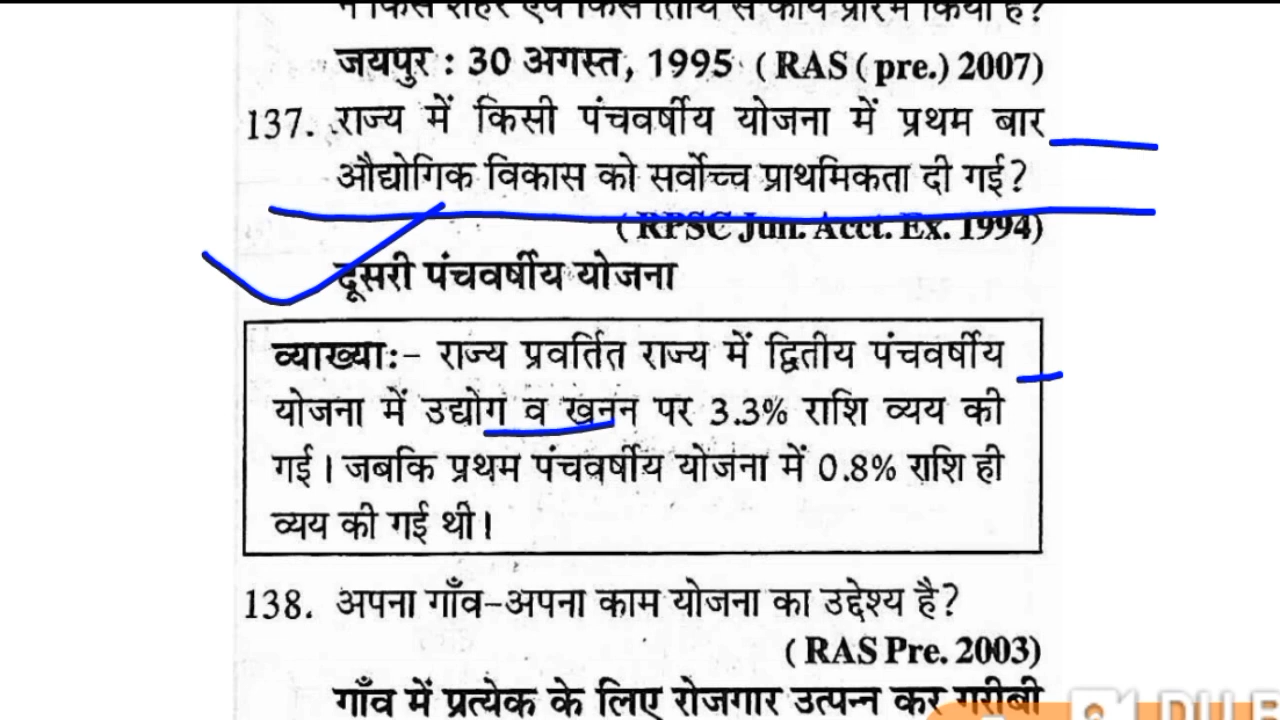 जयपुर : 30 अगस्त, 1995 ( RAS ( pre.) 2007)
137. राज्य में किसी पंचवर्षीय योजना में प्रथम बार
औद्योगिक विकास को सर्वोच्च प्राथमिकता दी गई?
( RPSC Jun. Acct. Ex. 1994)
दूसरी पंचवर्षीय योजना
व्याख्या:- राज्य प्रवर्तित राज्य में द्वितीय पंचवर्षीय
योजना में उद्योग व खनन पर 3.3% राशि व्यय की
गई। जबकि प्रथम पंचवर्षीय योजना में 0.8% राशि ही
व्यय की गई थी।
138. अपना गाँव-अपना काम योजना का उद्देश्य है?
( RAS Pre. 2003)
गाँव में प्रत्येक के लिए रोजगार उत्पन्न कर गरीबी